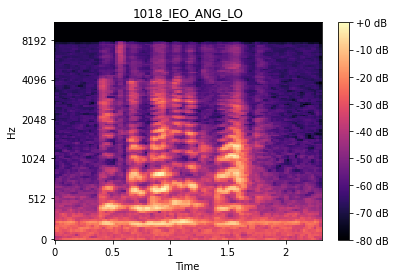 1018_IEO_ANG_LO
+0 dB
8192
-10 dB
4096
-20 dB
-30 dB
2048
-40 dB
Hz
1024
-50 dB
512
-60 dB
-70 dB
0
-80 dB
0 0.5 1 1.5 2
Time